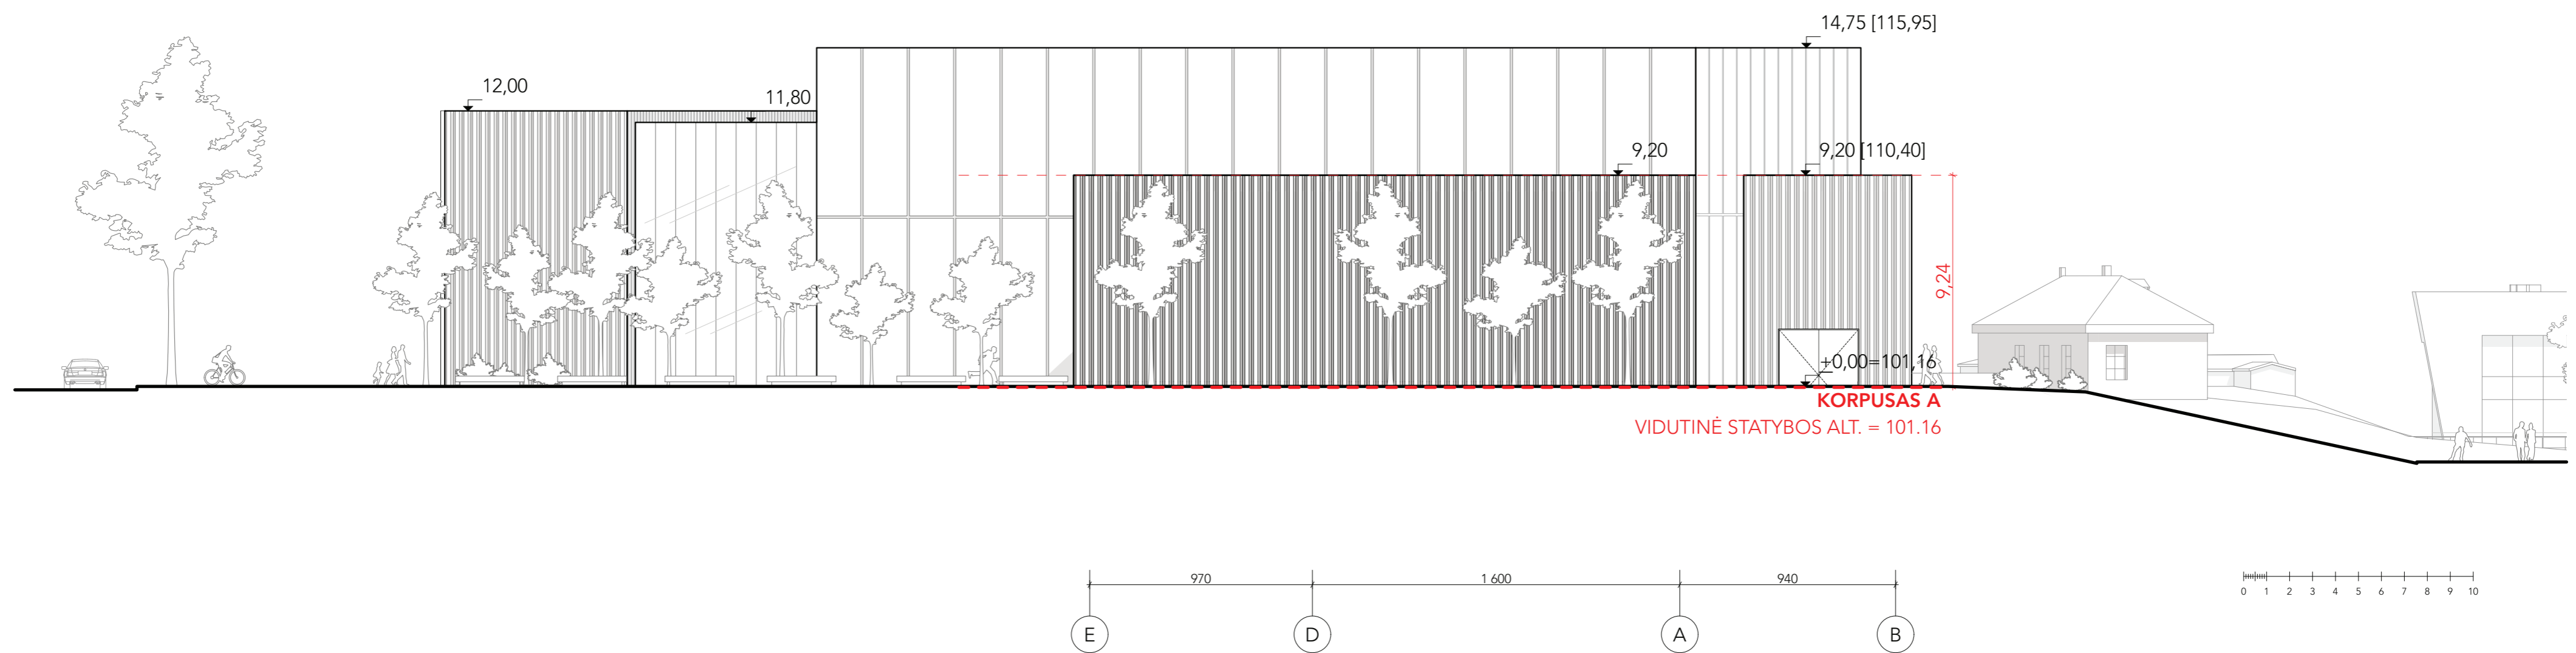 14,75 [115,95]
12,00
11,80
9,20
9,20 [110,40]
9,24
+0,00=101,16
KORPUSAS A
VIDUTINĖ STATYBOS ALT. = 101.16
970
1 600
940
0 1 2 3 4 5 6 7 8 9 10
E D A B